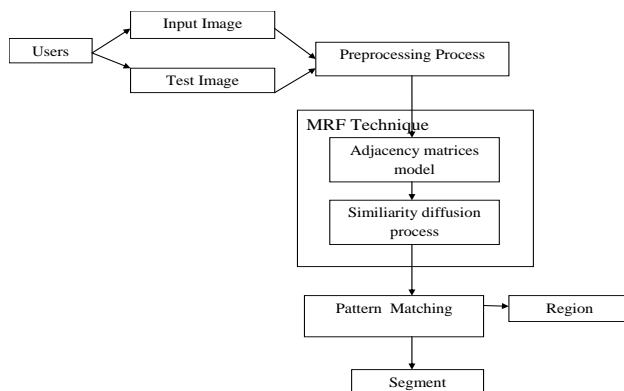 Input Image
Users
Test Image
Preprocessing Process
MRF Technique
Adjacency matrices
model
Similiarity diffusion
process
Pattern Matching
Region
Segment